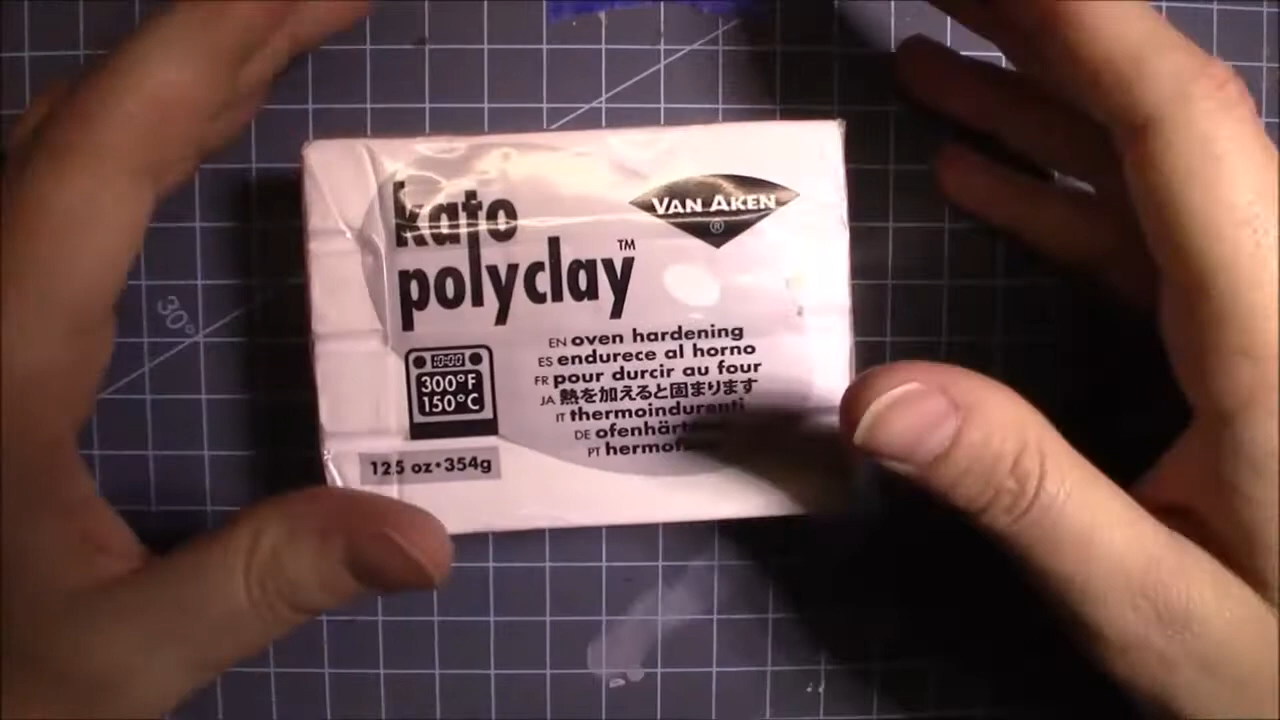 kato
polyclay™
VAN AKEN
®
EN oven hardening
ES endurece al horno
FR pour durcir au four
JA 熱を加えると固まります
IT thermoindurenti
DE
PT
10:00
300°F
150°C
12.5 oz•354g
30°